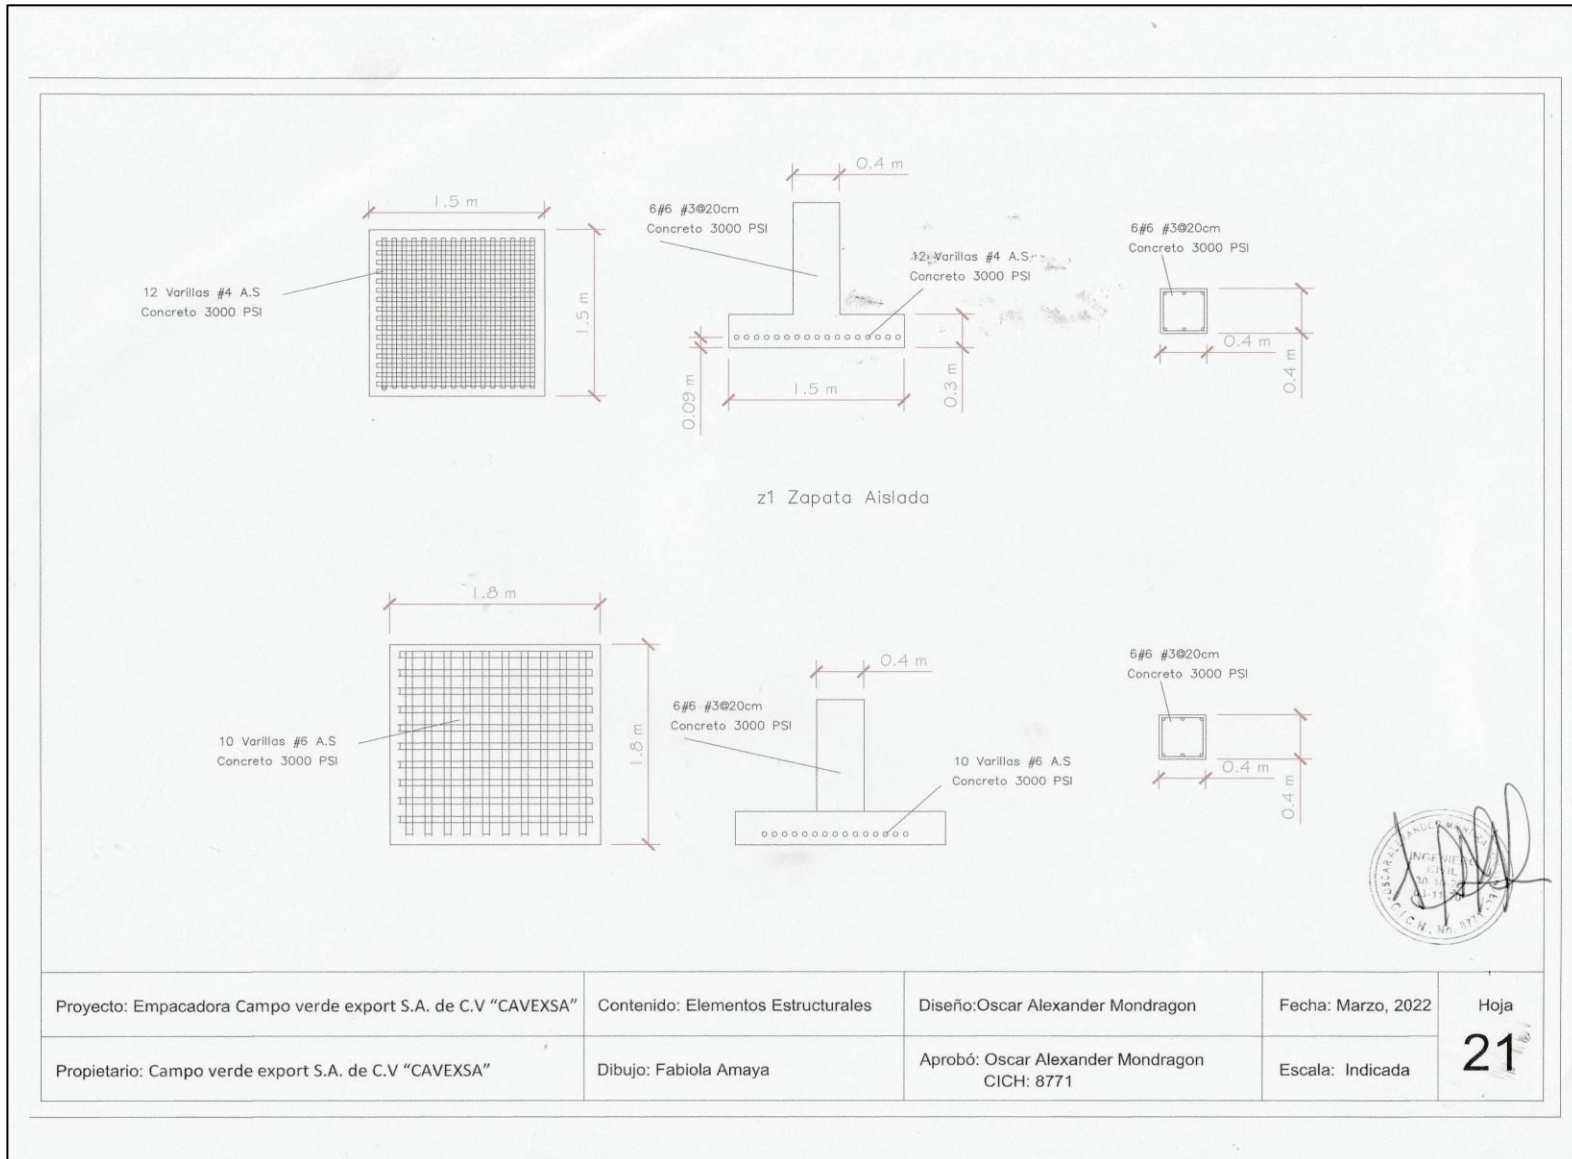 1.5 m
1.5 m
12 Varillas #4 A.S
Concreto 3000 PSI
0.4 m
6#6 #3@20cm
Concreto 3000 PSI
12 Varillas #4 A.S
Concreto 3000 PSI
0.09 m
1.5 m
0.3 m
6#6 #3@20cm
Concreto 3000 PSI
0.4 m
0.4 m
z1 Zapata Aislada
1.8 m
1.8 m
10 Varillas #6 A.S
Concreto 3000 PSI
0.4 m
6#6 #3@20cm
Concreto 3000 PSI
10 Varillas #6 A.S
Concreto 3000 PSI
6#6 #3@20cm
Concreto 3000 PSI
0.4 m
0.4 m
INGENIERO
CIVIL
C.I.C.H. No. 8771
Proyecto: Empacadora Campo verde export S.A. de C.V "CAVEXSA"
Contenido: Elementos Estructurales
Diseño:Oscar Alexander Mondragon
Fecha: Marzo, 2022
Hoja
21
Propietario: Campo verde export S.A. de C.V "CAVEXSA"
Dibujo: Fabiola Amaya
Aprobó: Oscar Alexander Mondragon
CICH: 8771
Escala: Indicada